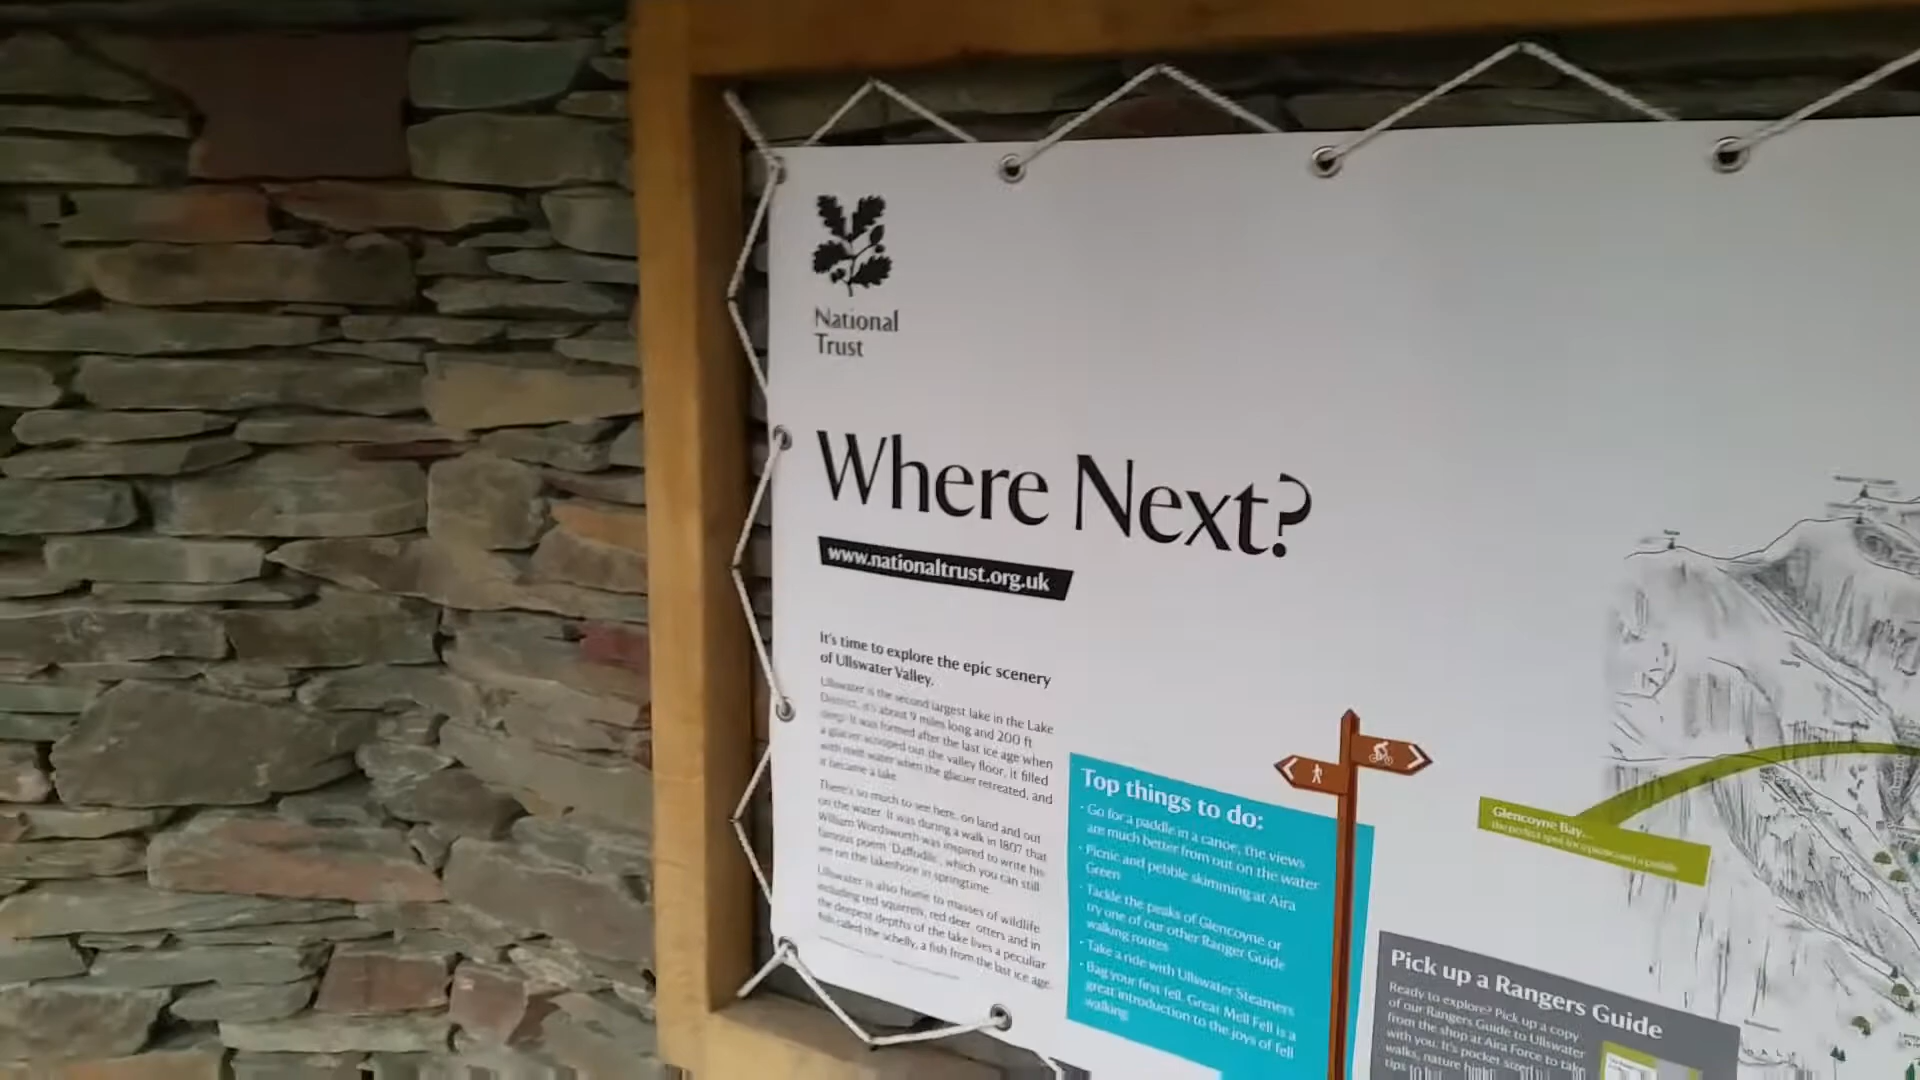 National
Trust
Where Next?
www.nationaltrust.org.uk
It's time to explore the epic scenery
of Ullswater Valley.
Ullswater is the second largest lake in the Lake
District, it's about 9 miles long and 200 ft
deep. It was formed after the last ice age when
a glacier scooped out the valley floor, it filled
with melt water when the glacier retreated, and
it became a lake.
There's so much to see here, on land and out
on the water. It was during a walk in 1807 that
William Wordsworth was inspired to write his
famous poem 'Daffodils', which you can still
see on the lakeshore in springtime.
Ullswater is also home to masses of wildlife
including red squirrels, red deer, otters and in
the deepest depths of the lake lives a peculiar
fish called the schelly, a fish from the last ice age.
Top things to do:
· Go for a paddle in a canoe, the views
are much better from out on the water
· Picnic and pebble skimming at Aira
Green
· Tackle the peaks of Glencoyne or
try one of our other Ranger Guide
walking routes
· Take a ride with Ullswater Steamers
· Bag your first fell. Great Mell Fell is a
great introduction to the joys of fell
walking
Glencoyne Bay...
the perfect spot for a picnic and a paddle
Pick up a Rangers Guide
Ready to explore? Pick up a copy
of our Rangers Guide to Ullswater
from the shop at Aira Force to take
with you. It's pocket sized
walks, nature
tips